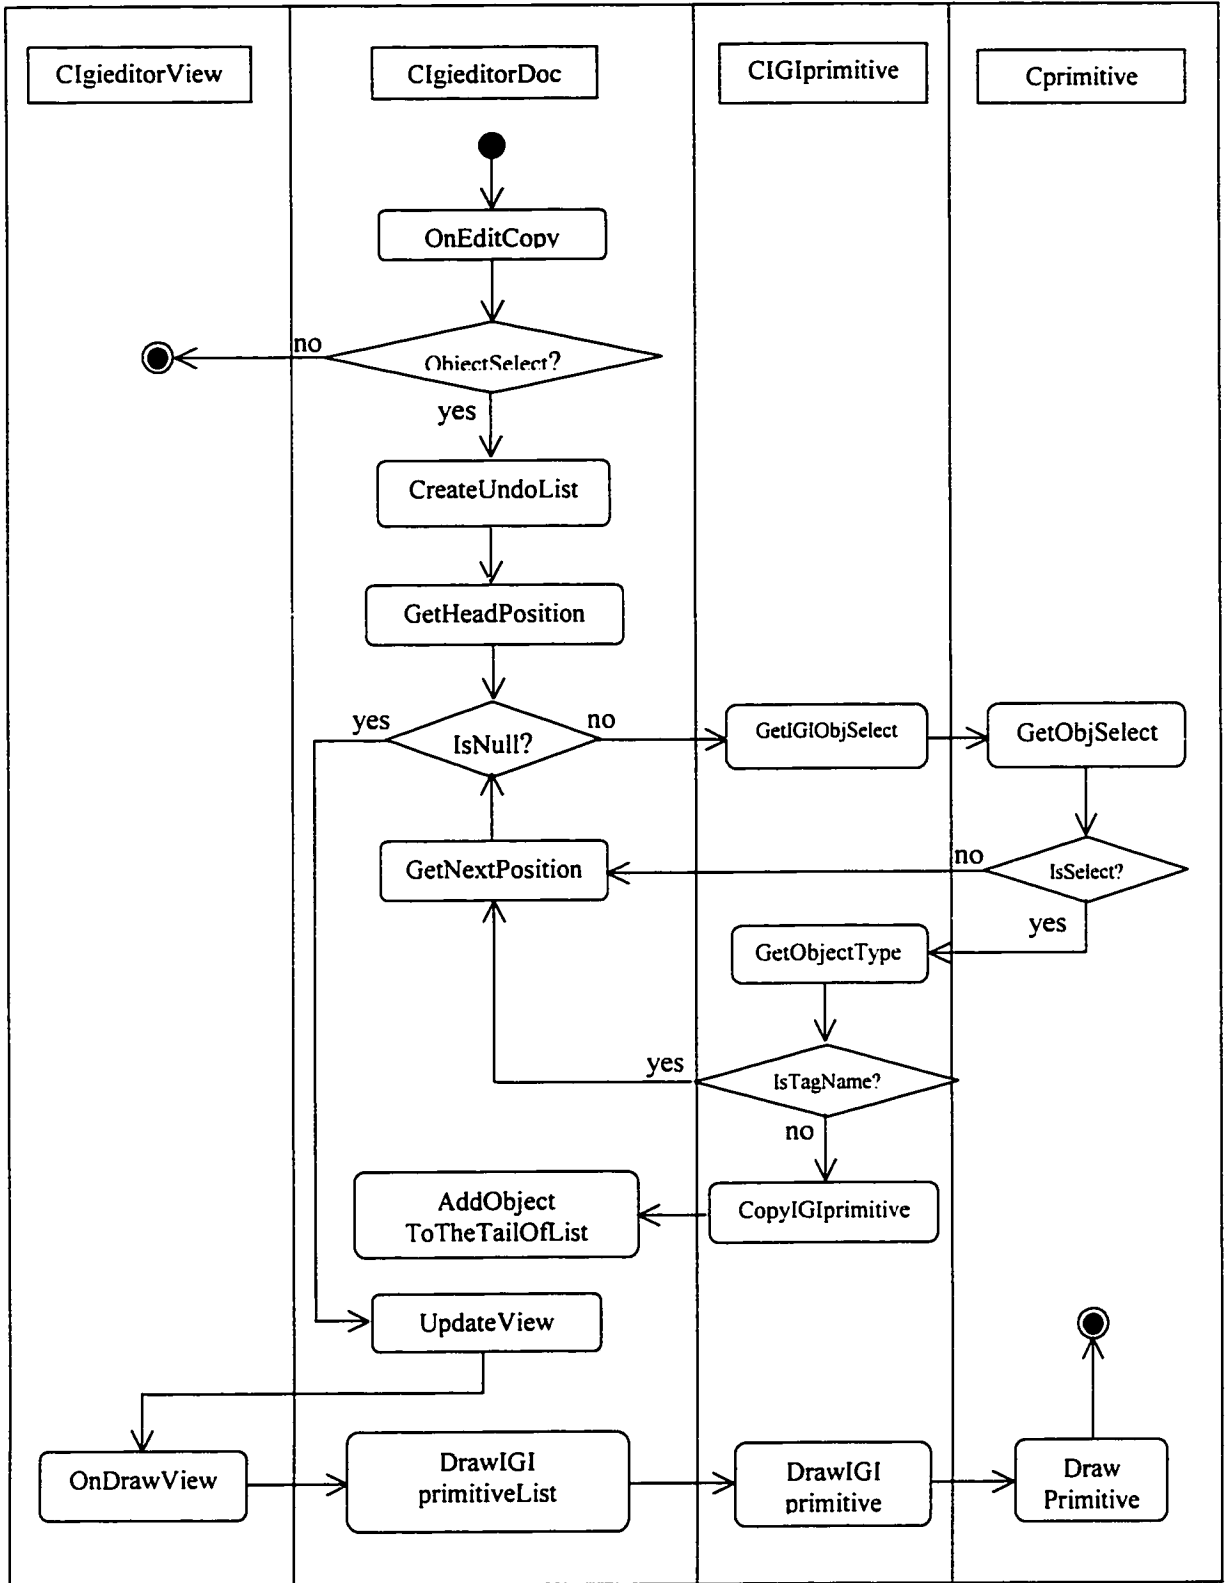 CIgieditorView
CIgieditorDoc
CIGIprimitive
Cprimitive
OnEditCopy
no
ObjectSelect?
yes
CreateUndoList
GetHeadPosition
yes
IsNull?
no
GetIGIObjSelect
GetObjSelect
GetNextPosition
no
IsSelect?
yes
GetObjectType
yes
IsTagName?
no
AddObject
ToTheTailOfList
CopyIGIprimitive
UpdateView
OnDrawView
DrawIGI
primitiveList
DrawIGI
primitive
Draw
Primitive